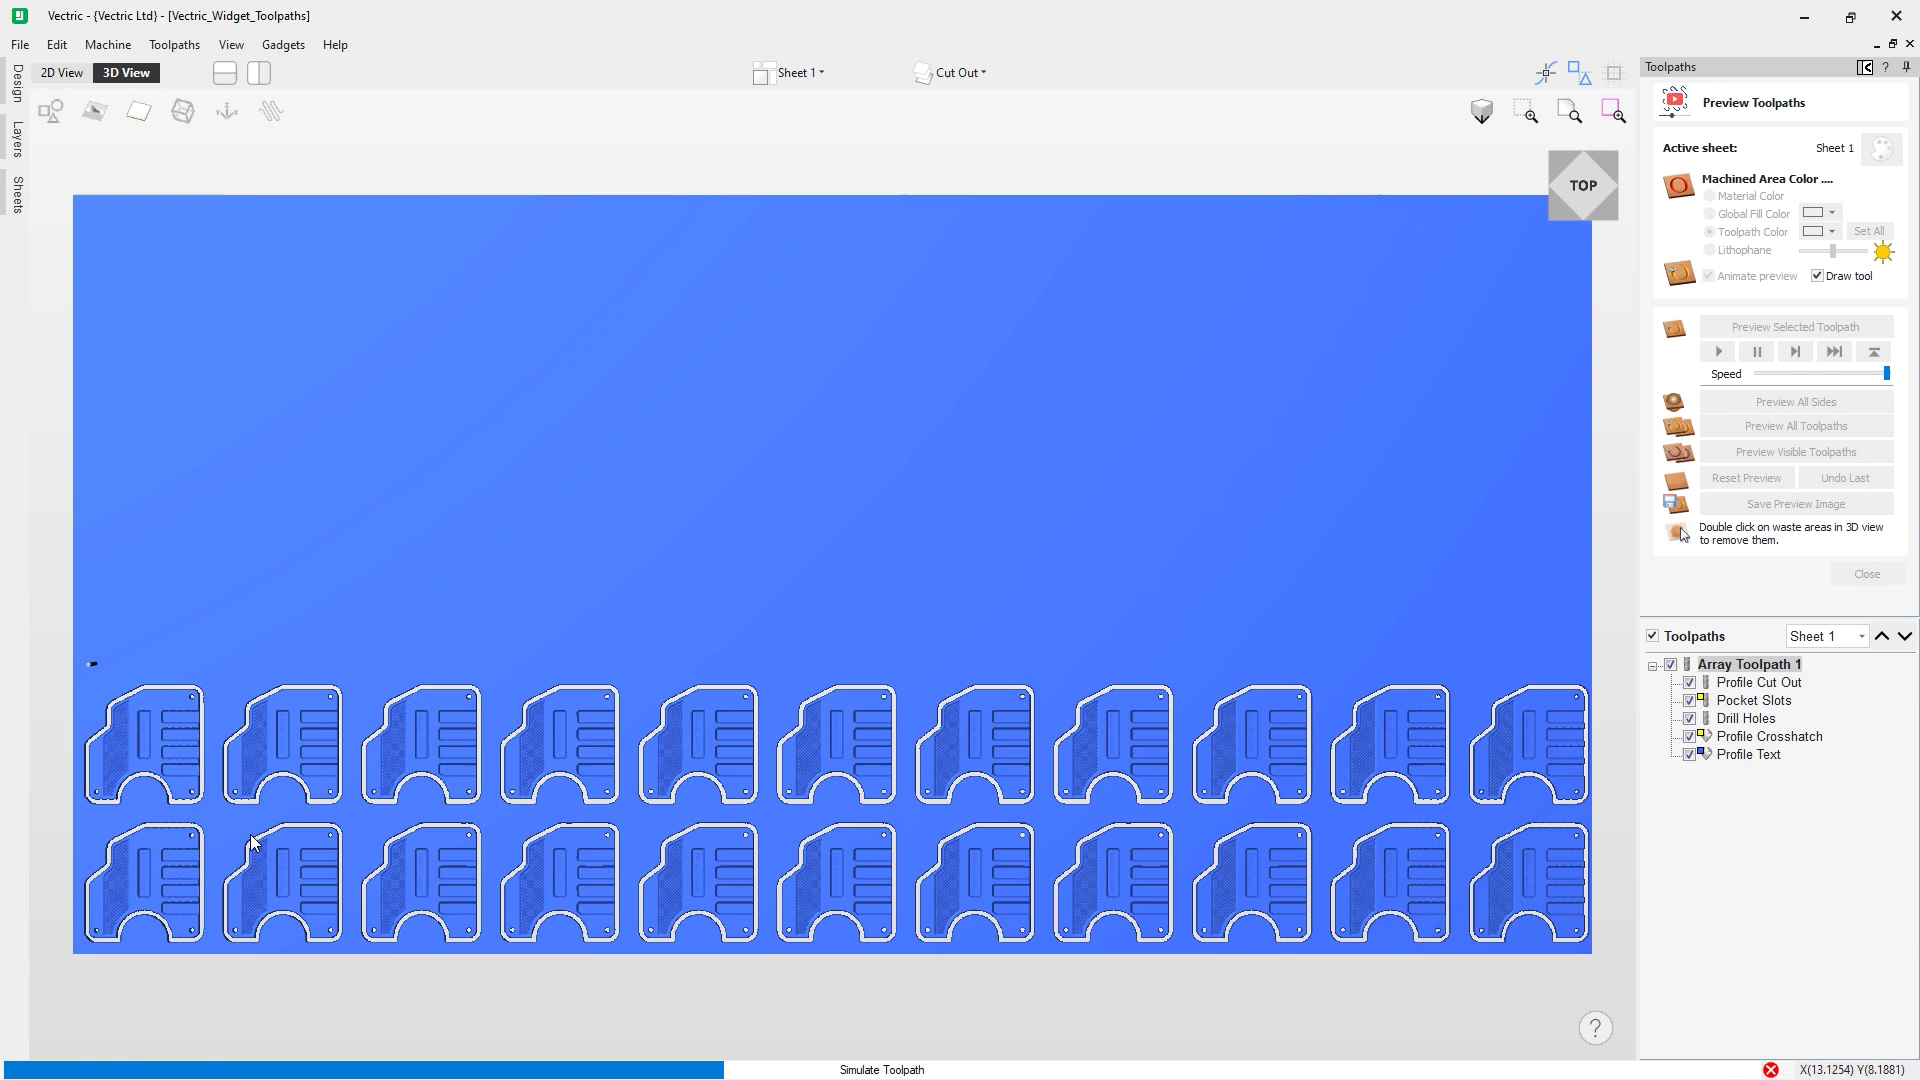 Vectric - {Vectric Ltd} - [Vectric_Widget_Toolpaths]
File Edit Machine Toolpaths View Gadgets Help
Design
Layers
Sheets
2D View
3D View
Sheet 1
Cut Out
TOP
Toolpaths
?
Preview Toolpaths
Active sheet: Sheet 1
Machined Area Color ....
Material Color
Global Fill Color
Toolpath Color Set All
Lithophane
Animate preview Draw tool
Preview Selected Toolpath
Speed
Preview All Sides
Preview All Toolpaths
Preview Visible Toolpaths
Reset Preview Undo Last
Save Preview Image
Double click on waste areas in 3D view
to remove them.
Close
Toolpaths Sheet 1
Array Toolpath 1
Profile Cut Out
Pocket Slots
Drill Holes
Profile Crosshatch
Profile Text
?
Simulate Toolpath
X(13.1254) Y(8.1881)